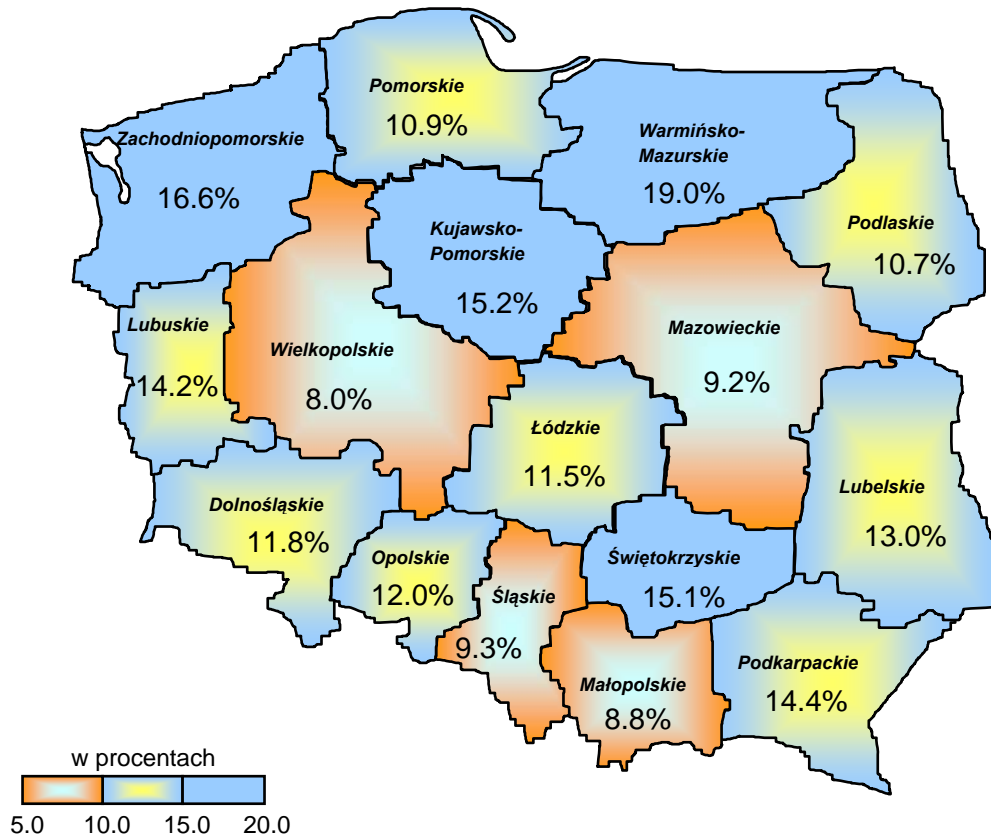 Pomorskie
10.9%
Zachodniopomorskie
16.6%
Warmińsko-
Mazurskie
19.0%
Kujawsko-
Pomorskie
15.2%
Podlaskie
10.7%
Lubuskie
14.2%
Wielkopolskie
8.0%
Mazowieckie
9.2%
Łódzkie
11.5%
Lubelskie
13.0%
Dolnośląskie
11.8%
Opolskie
12.0%
Śląskie
9.3%
Świętokrzyskie
15.1%
Małopolskie
8.8%
Podkarpackie
14.4%
w procentach
5.0 10.0 15.0 20.0